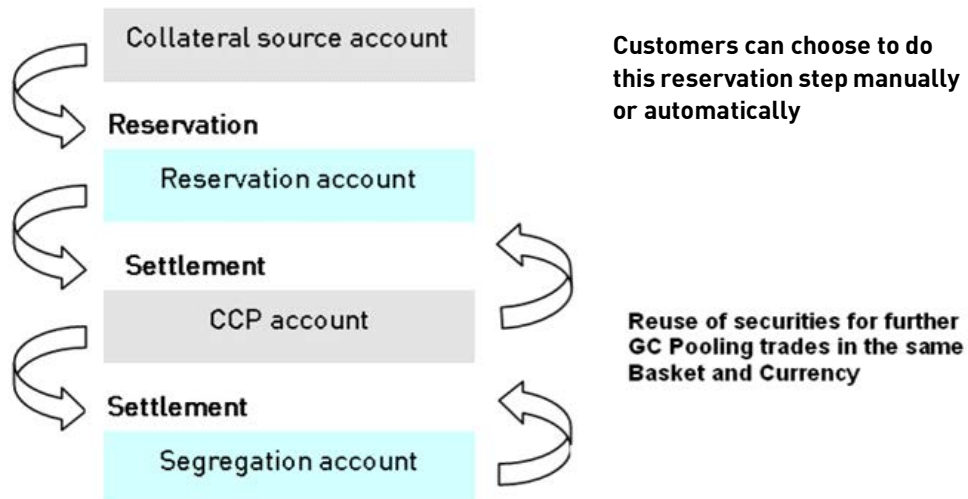 Collateral source account
Customers can choose to do
this reservation step manually
or automatically
Reservation
Reservation account
Settlement
CCP account
Reuse of securities for further
GC Pooling trades in the same
Basket and Currency
Settlement
Segregation account